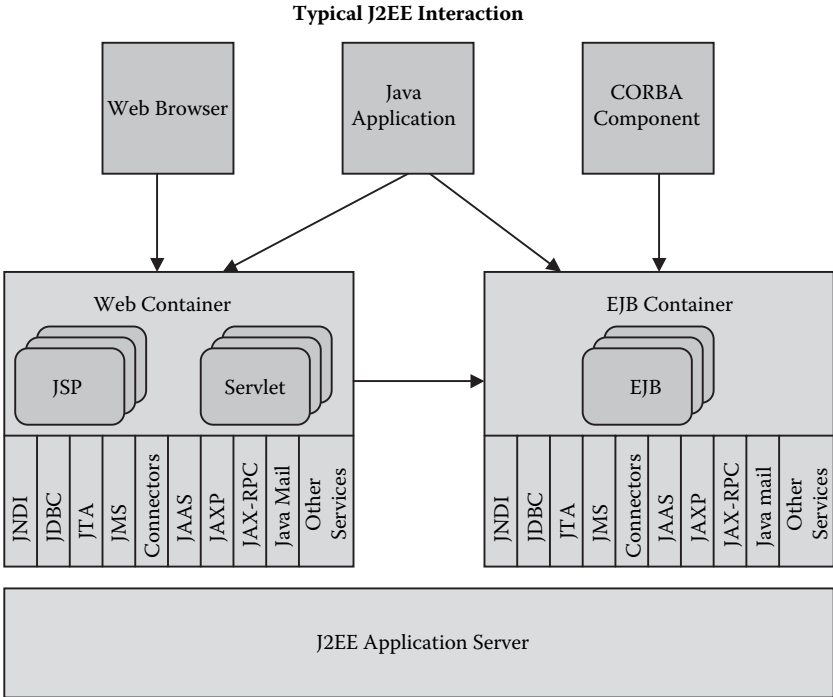 Typical J2EE Interaction
Web Browser
Java
Application
CORBA
Component
Web Container
JSP
Servlet
EJB Container
EJB
JNDI
JDBC
JTA
JMS
Connectors
JAAS
JAXP
JAX-RPC
Java Mail
Other
Services
JNDI
JDBC
JTA
JMS
Connectors
JAAS
JAXP
JAX-RPC
Java mail
Other
Services
J2EE Application Server